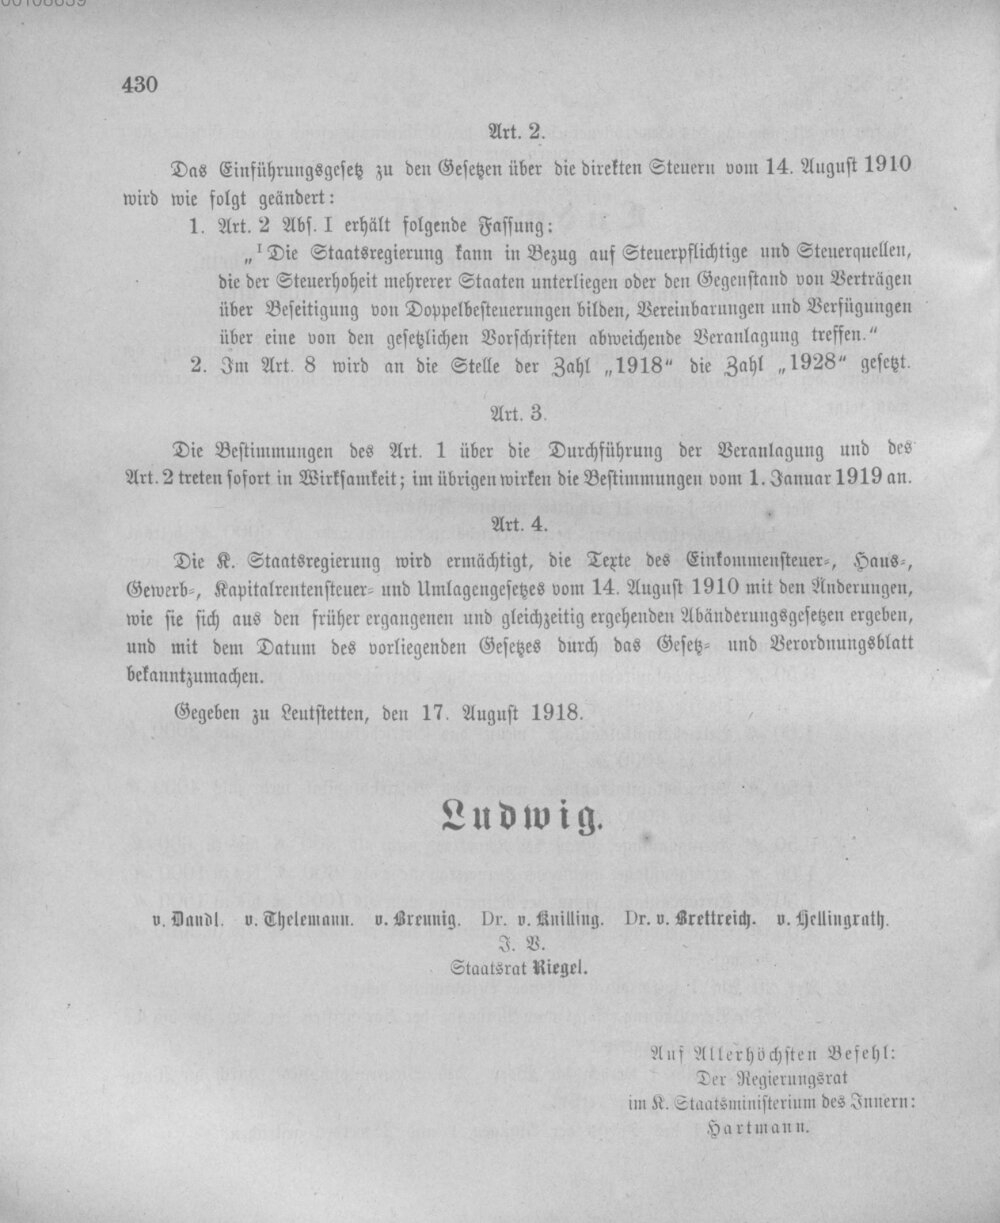 430
Art. 2.
Das Einführungsgesetz zu den Gesetzen über die direkten Steuern vom 14. August 1910
wird wie folgt geändert:
1. Art. 2 Abs. I erhält folgende Fassung:
„I Die Staatsregierung kann in Bezug auf Steuerpflichtige und Steuerquellen,
die der Steuerhoheit mehrerer Staaten unterliegen oder den Gegenstand von Verträgen
über Beseitigung von Doppelbesteuerungen bilden, Vereinbarungen und Verfügungen
über eine von den gesetzlichen Vorschriften abweichende Veranlagung treffen.“
2. Im Art. 8 wird an die Stelle der Zahl „1918“ die Zahl „1928“ gesetzt.
Art. 3.
Die Bestimmungen des Art. 1 über die Durchführung der Veranlagung und des
Art. 2 treten sofort in Wirksamkeit; im übrigen wirken die Bestimmungen vom 1. Januar 1919 an.
Art. 4.
Die K. Staatsregierung wird ermächtigt, die Texte des Einkommensteuer-, Haus-,
Gewerb-, Kapitalrentensteuer- und Umlagengesetzes vom 14. August 1910 mit den Änderungen,
wie sie sich aus den früher ergangenen und gleichzeitig ergehenden Abänderungsgesetzen ergeben,
und mit dem Datum des vorliegenden Gesetzes durch das Gesetz- und Verordnungsblatt
bekanntzumachen.
Gegeben zu Leutstetten, den 17. August 1918.
Ludwig.
v. Dandl. v. Thelemann. v. Breunig. Dr. v. Knilling. Dr. v. Brettreich. v. Hellingrath.
J. V.
Staatsrat Riegel.
Auf Allerhöchsten Befehl:
Der Regierungsrat
im K. Staatsministerium des Innern:
Hartmann.